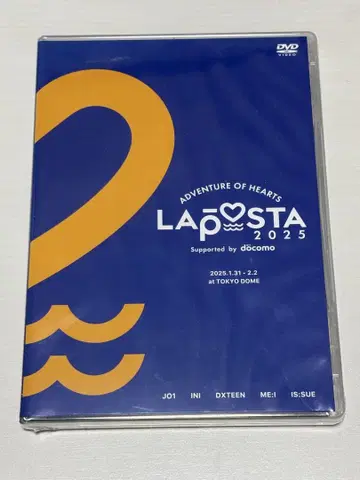 DVD
VIDEO
ADVENTURE OF HEARTS
LAPOSTA
2025
Supported by döcomo
2025.1.31 - 2.2
at TOKYO DOME
JO1 INI DXTEEN ME:I IS:SUE